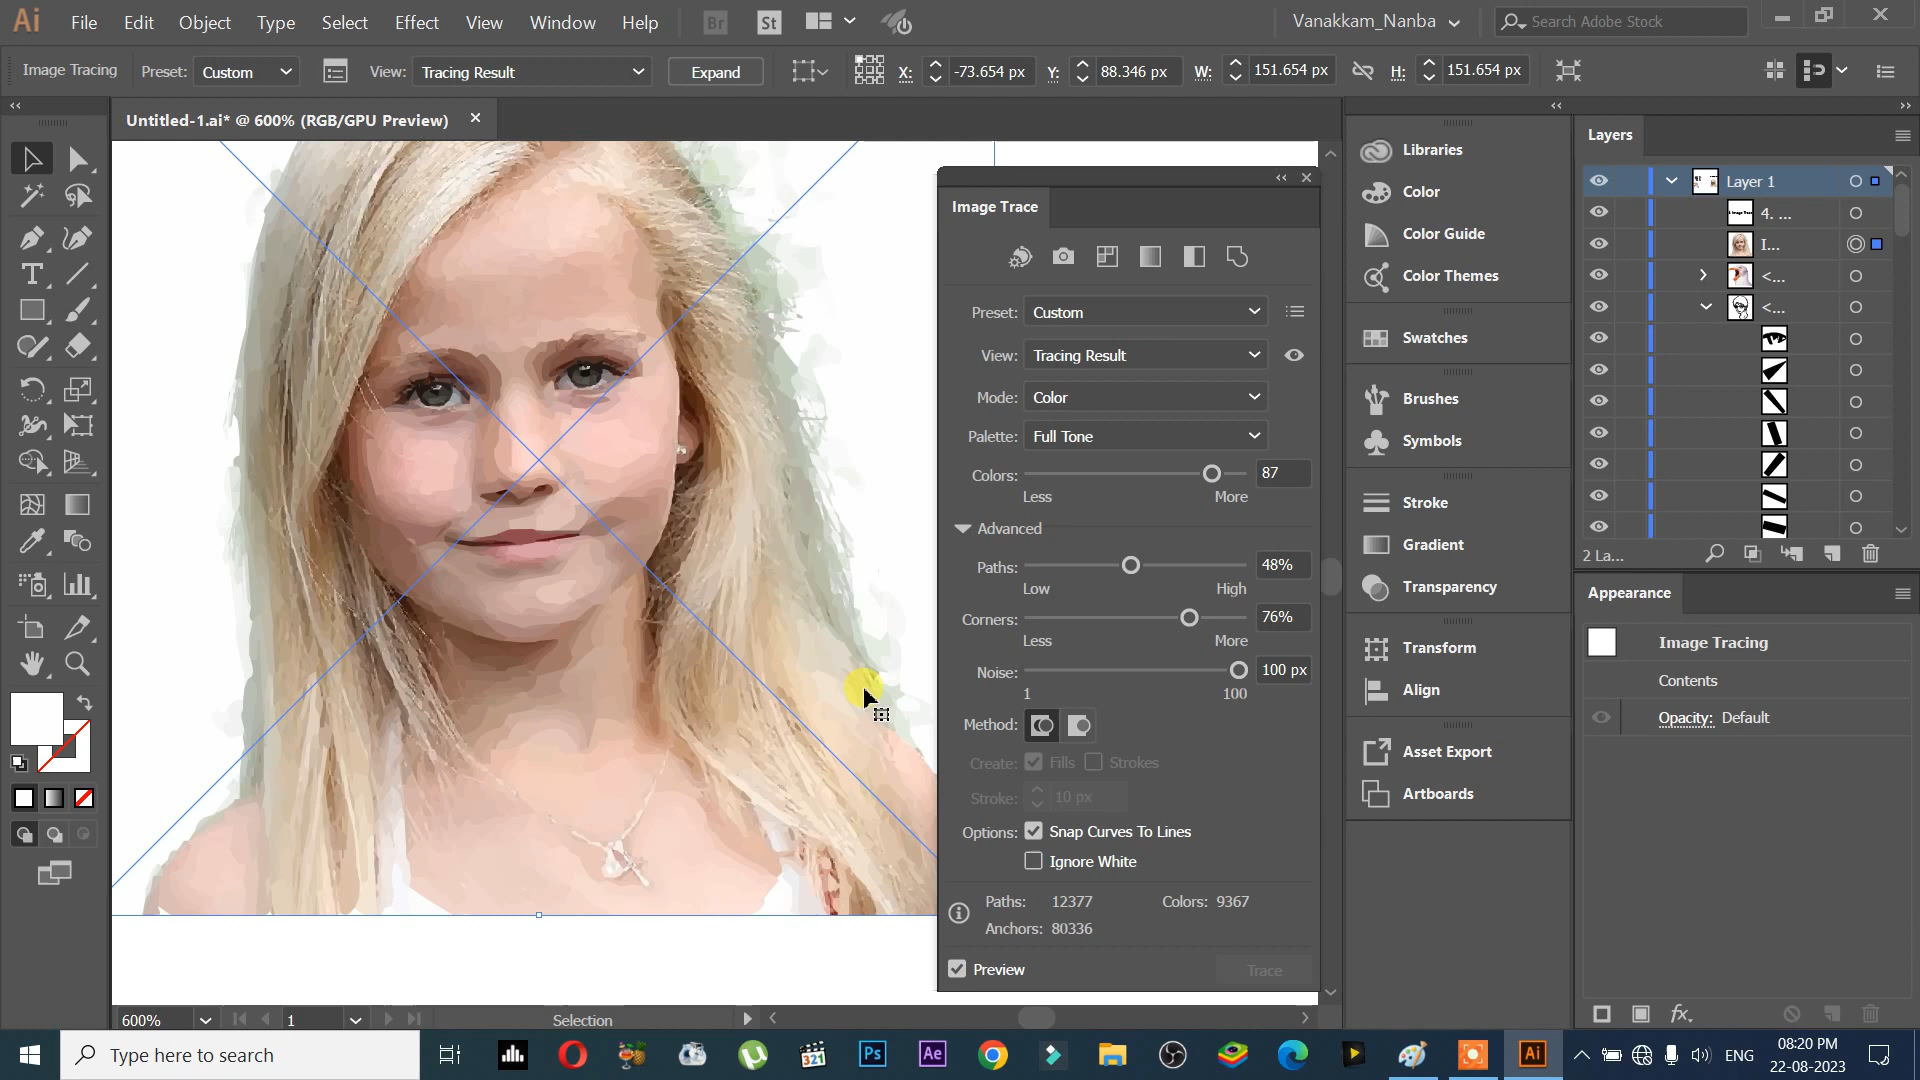 Ai File Edit Object Type Select Effect View Window Help Br St Vanakkam_Nanba Search Adobe Stock
Image Tracing Preset: Custom View: Tracing Result Expand X: -73.654 px Y: 88.346 px W: 151.654 px H: 151.654 px
Untitled-1.ai* @ 600% (RGB/GPU Preview)
Image Trace
Preset: Custom
View: Tracing Result
Mode: Color
Palette: Full Tone
Colors: 87
Less More
Advanced
Paths: 48%
Low High
Corners: 76%
Less More
Noise: 100 px
1 100
Method:
Create: Fills Strokes
Stroke: 10 px
Options: Snap Curves To Lines
Ignore White
Paths: 12377 Colors: 9367
Anchors: 80336
Preview Trace
Libraries
Color
Color Guide
Color Themes
Swatches
Brushes
Symbols
Stroke
Gradient
Transparency
Transform
Align
Asset Export
Artboards
Layers
Layer 1
4. ...
I...
<...
<...
2 La...
Appearance
Image Tracing
Contents
Opacity: Default
fx
600% 1 Selection
Type here to search
321
Ps Ae Ai
ENG
08:20 PM
22-08-2023